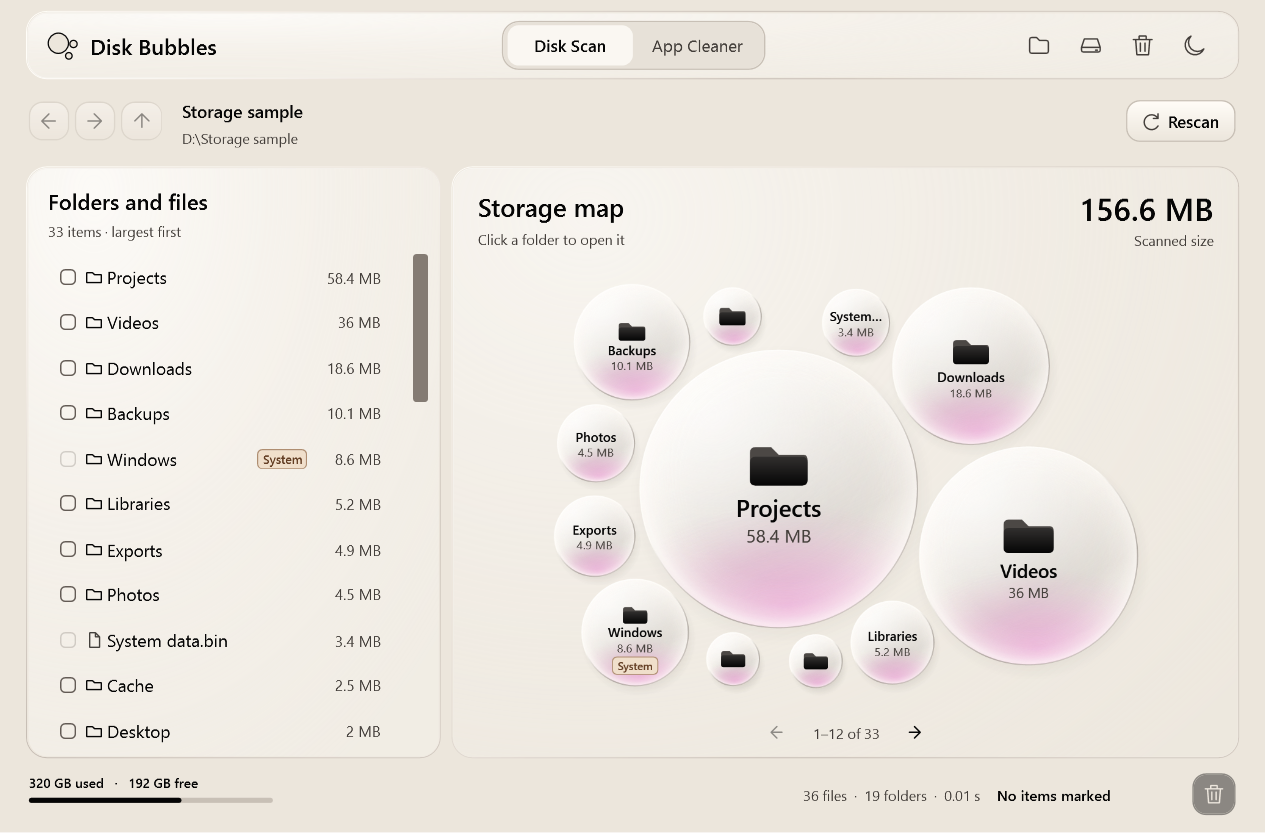 Disk Bubbles
Disk Scan
App Cleaner
Storage sample
D:\Storage sample
Rescan
Folders and files
33 items · largest first
Projects 58.4 MB
Videos 36 MB
Downloads 18.6 MB
Backups 10.1 MB
Windows System 8.6 MB
Libraries 5.2 MB
Exports 4.9 MB
Photos 4.5 MB
System data.bin 3.4 MB
Cache 2.5 MB
Desktop 2 MB
Storage map
Click a folder to open it
156.6 MB
Scanned size
Backups
10.1 MB
System...
3.4 MB
Downloads
18.6 MB
Photos
4.5 MB
Projects
58.4 MB
Exports
4.9 MB
Videos
36 MB
Windows
8.6 MB
System
Libraries
5.2 MB
1–12 of 33
320 GB used · 192 GB free
36 files · 19 folders · 0.01 s No items marked